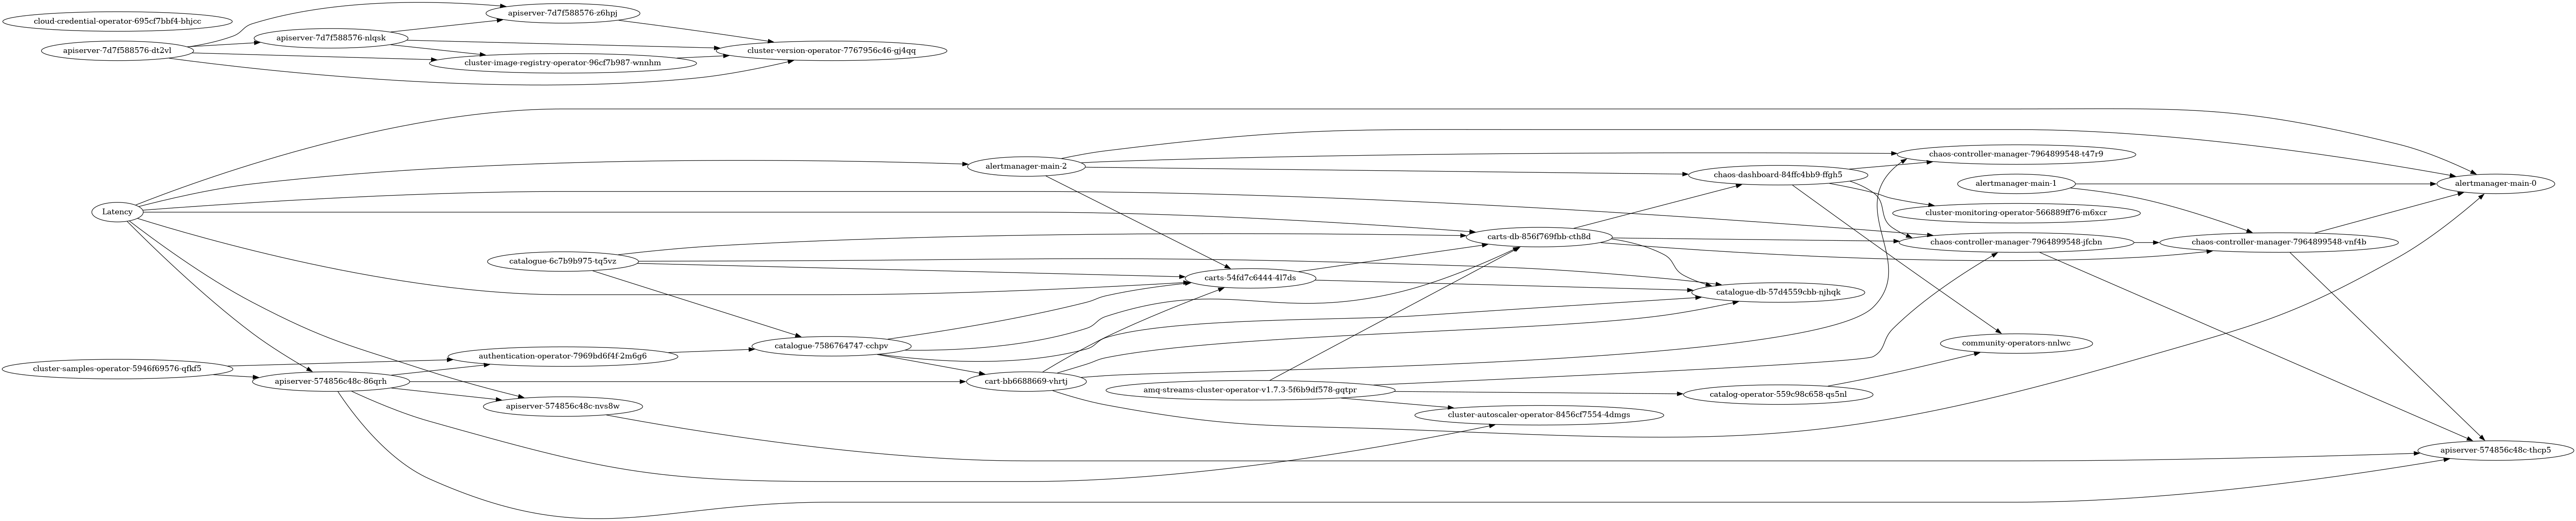 cloud-credential-operator-695cf7bbf4-bhjcc
apiserver-7d7f588576-z6hpj
apiserver-7d7f588576-nlqsk
apiserver-7d7f588576-dt2vl
cluster-version-operator-7767956c46-gj4qq
cluster-image-registry-operator-96cf7b987-wnnhm
chaos-controller-manager-7964899548-t47r9
alertmanager-main-2
chaos-dashboard-84ffc4bb9-ffgh5
alertmanager-main-1
alertmanager-main-0
Latency
cluster-monitoring-operator-566889ff76-m6xcr
carts-db-856f769fbb-cth8d
chaos-controller-manager-7964899548-jfcbn
chaos-controller-manager-7964899548-vnf4b
catalogue-6c7b9b975-tq5vz
carts-54fd7c6444-4l7ds
catalogue-db-57d4559cbb-njhqk
catalogue-7586764747-cchpv
community-operators-nnlwc
authentication-operator-7969bd6f4f-2m6g6
cluster-samples-operator-5946f69576-qfkf5
apiserver-574856c48c-86qrh
cart-bb6688669-vhrtj
amq-streams-cluster-operator-v1.7.3-5f6b9df578-gqtpr
catalog-operator-559c98c658-qs5nl
apiserver-574856c48c-nvs8w
cluster-autoscaler-operator-8456cf7554-4dmgs
apiserver-574856c48c-thcp5